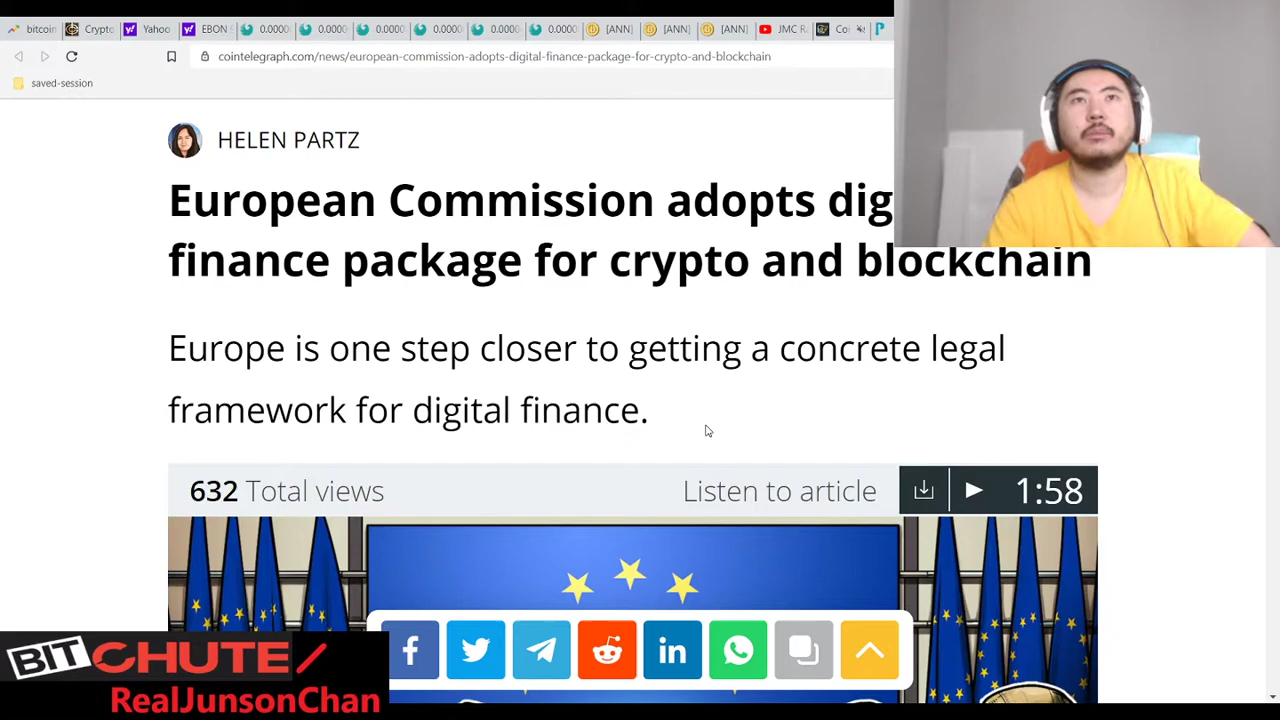 bitcoin Crypto Yahoo EBON 0.0000 0.0000 0.0000 0.0000 0.0000 0.0000 [ANN] [ANN] [ANN] JMC Ra Coi
cointelegraph.com/news/european-commission-adopts-digital-finance-package-for-crypto-and-blockchain
saved-session
HELEN PARTZ
European Commission adopts dig
finance package for crypto and blockchain
Europe is one step closer to getting a concrete legal
framework for digital finance.
632 Total views Listen to article 1:58
BITCHUTE/
RealJunsonChan